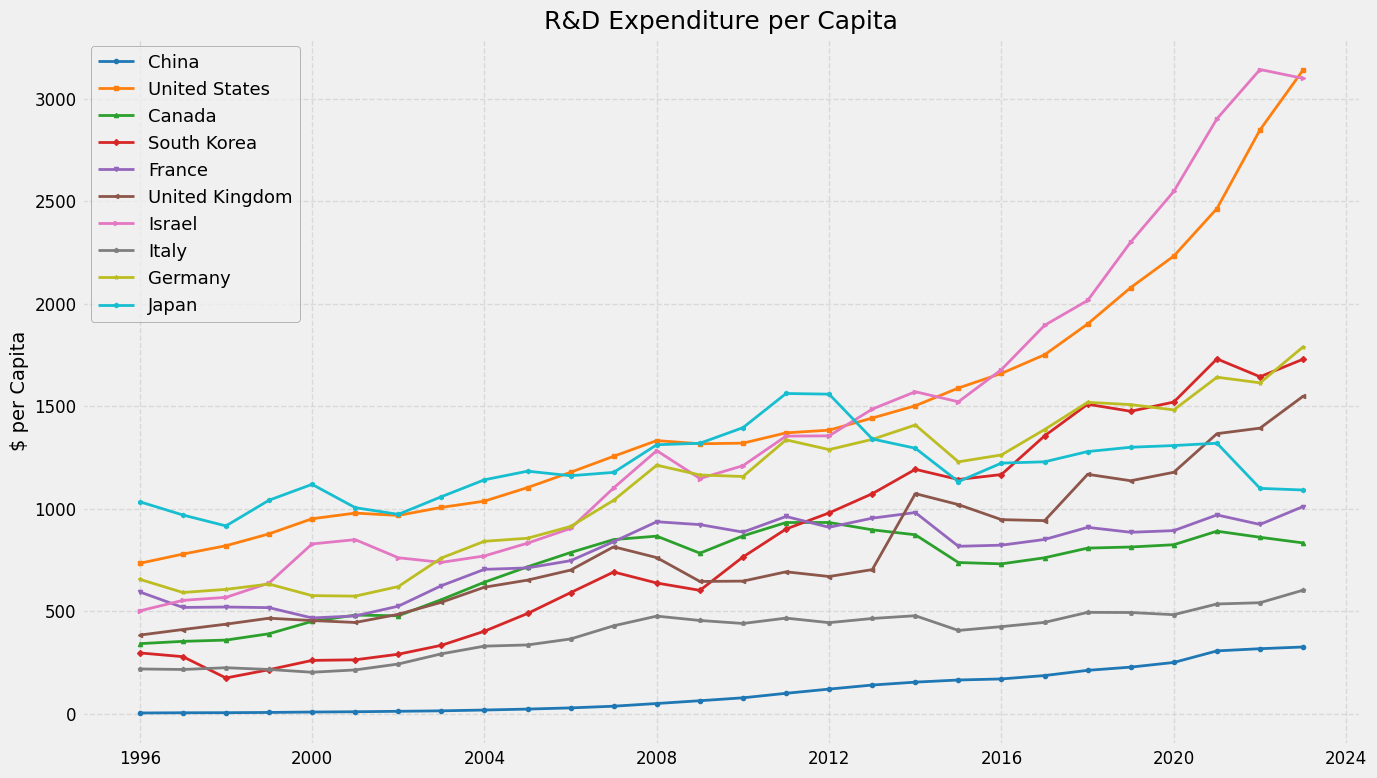 R&D Expenditure per Capita
China
United States
Canada
South Korea
France
United Kingdom
Israel
Italy
Germany
Japan
$ per Capita
3000
2500
2000
1500
1000
500
0
1996 2000 2004 2008 2012 2016 2020 2024